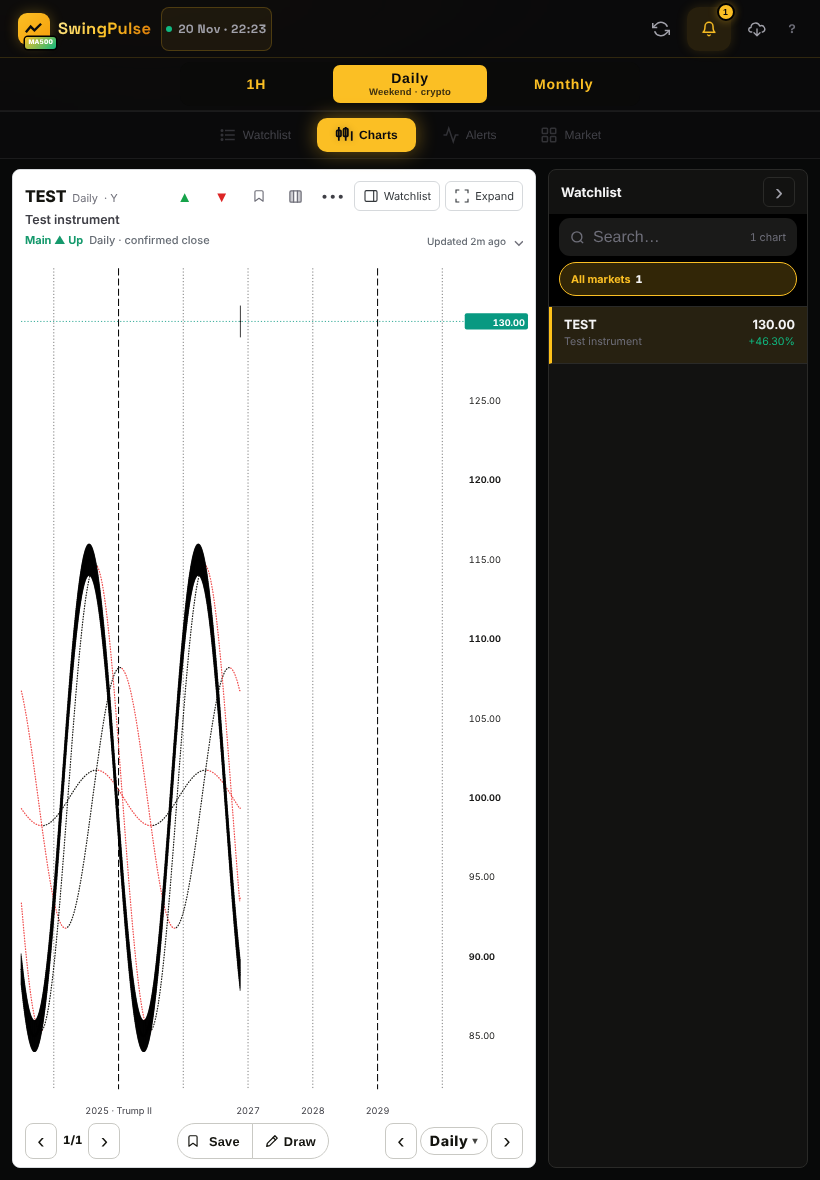 SwingPulse
MA500
20 Nov · 22:23
1
?
1H
Daily
Weekend · crypto
Monthly
Watchlist
Charts
Alerts
Market
TEST Daily · Y
Watchlist
Expand
Test instrument
Main ▲ Up Daily · confirmed close
Updated 2m ago
130.00
125.00
120.00
115.00
110.00
105.00
100.00
95.00
90.00
85.00
2025 · Trump II
2027
2028
2029
1/1
Save
Draw
Daily
Watchlist
Search…
1 chart
All markets 1
TEST
130.00
Test instrument
+46.30%